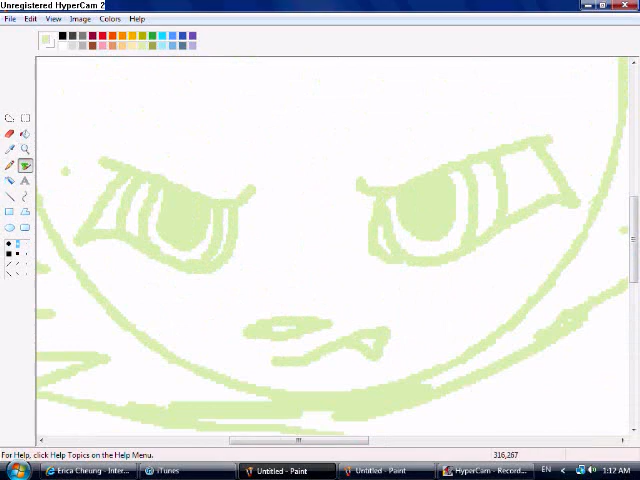 Unregistered HyperCam 2
File Edit View Image Colors Help
For Help, click Help Topics on the Help Menu.
316,267
Erica Cheung - Inter...
iTunes
Untitled - Paint
Untitled - Paint
HyperCam - Record...
EN
1:12 AM